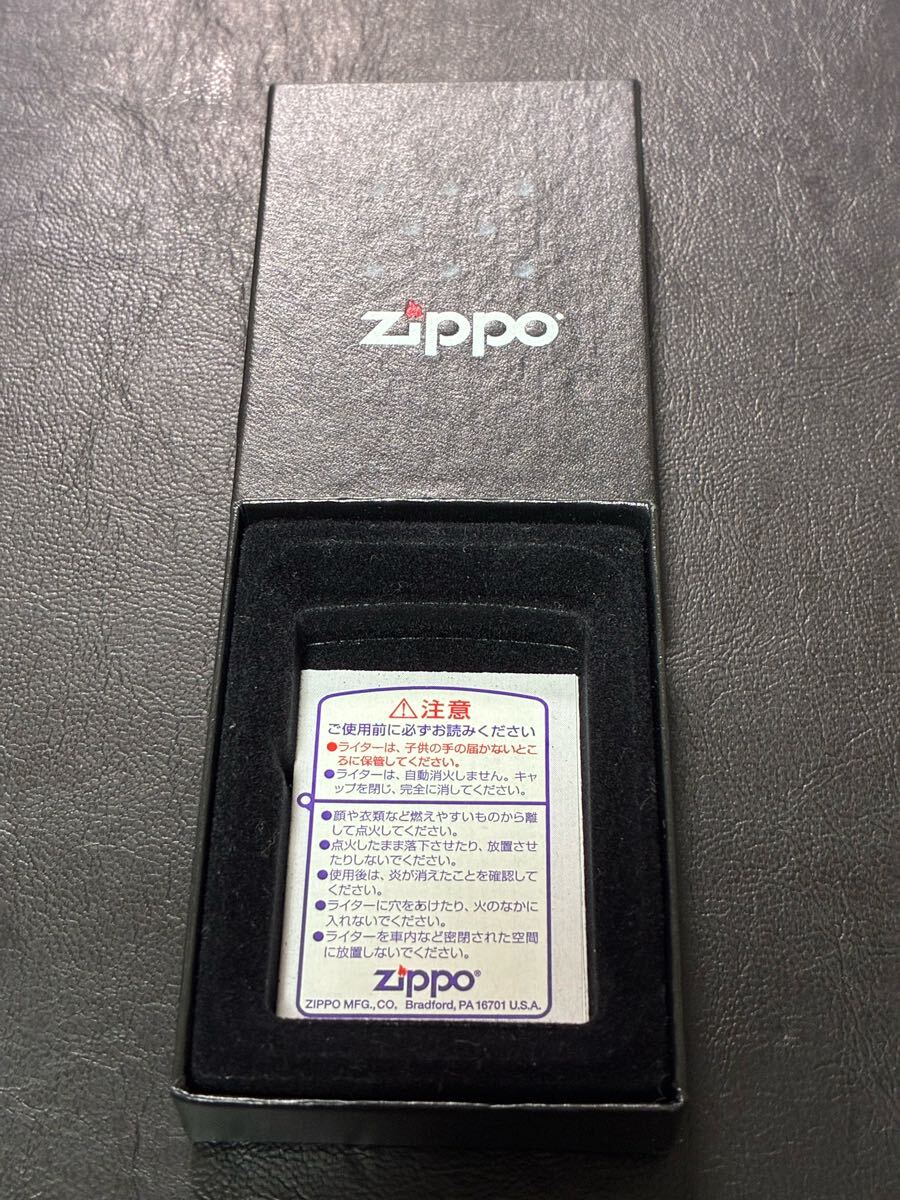 zippo
⚠注意
ご使用前に必ずお読みください
●ライターは、子供の手の届かないとこ
ろに保管してください。
●ライターは、自動消火しません。キャ
ップを閉じ、完全に消してください。
●顔や衣類など燃えやすいものから離
して点火してください。
●点火したまま落下させたり、放置させ
たりしないでください。
●使用後は、炎が消えたことを確認して
ください。
●ライターに穴をあけたり、火のなかに
入れないでください。
●ライターを車内など密閉された空間
に放置しないでください。
zippo®
ZIPPO MFG.,CO, Bradford, PA 16701 U.S.A.